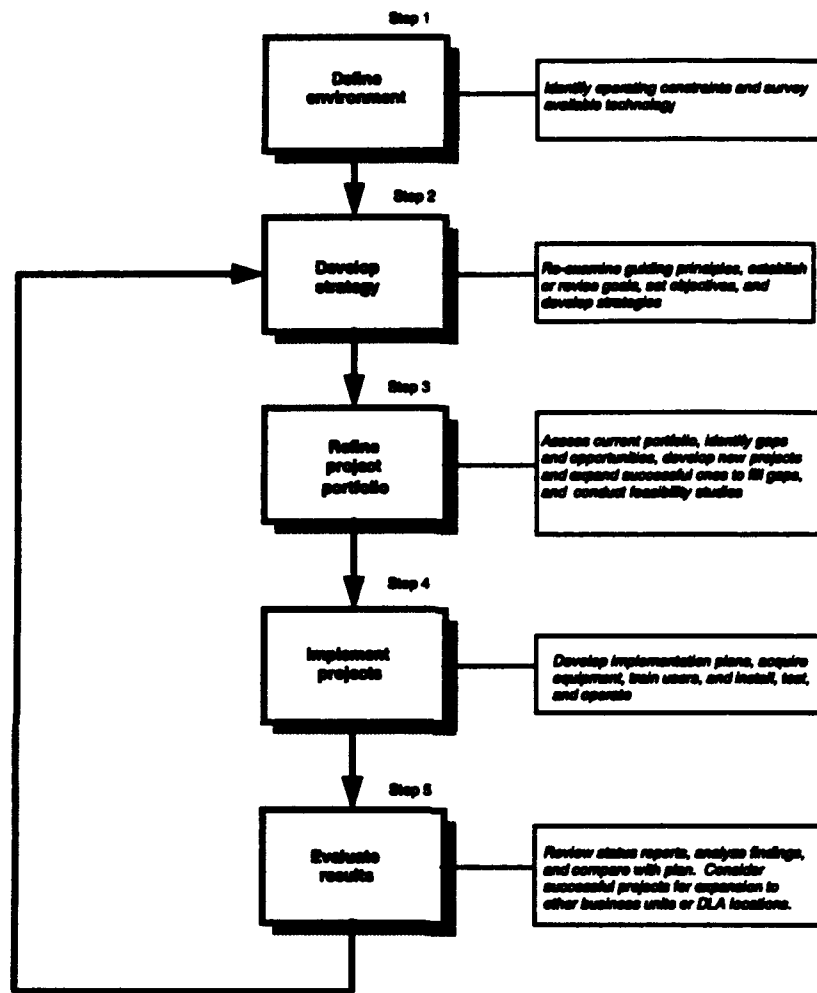 Step 1
Define
environment
Identify operating constraints and survey
available technology
Step 2
Develop
strategy
Re-examine guiding principles, establish
or revise goals, set objectives, and
develop strategies
Step 3
Refine
project
portfolio
Assess current portfolio, identify gaps
and opportunities, develop new projects
and expand successful ones to fill gaps,
and conduct feasibility studies
Step 4
Implement
projects
Develop implementation plans, acquire
equipment, train users, and install, test,
and operate
Step 5
Evaluate
results
Review status reports, analyze findings,
and compare with plan. Consider
successful projects for expansion to
other business units or DLA locations.